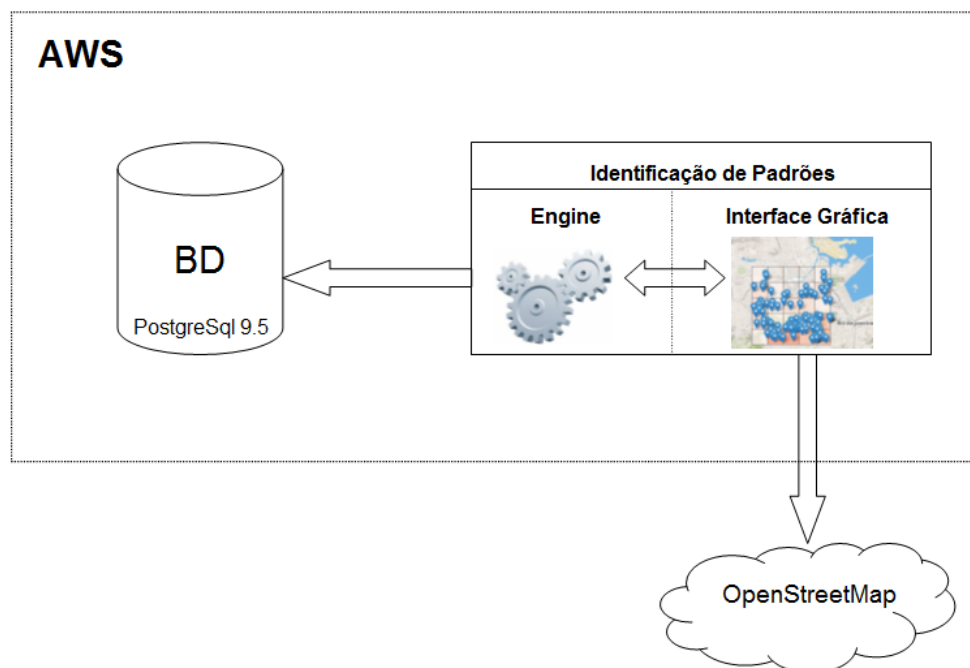 AWS
Identificação de Padrões
Engine
Interface Gráfica
BD
PostgreSql 9.5
OpenStreetMap